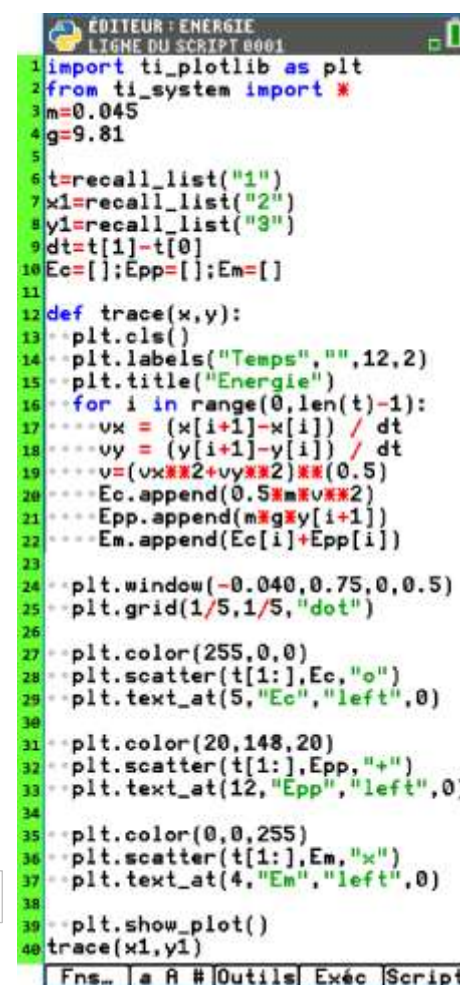 ÉDITEUR : ENERGIE
LIGNE DU SCRIPT 0001
1 import ti_plotlib as plt
2 from ti_system import *
3 m=0.045
4 g=9.81
5
6 t=recall_list("1")
7 x1=recall_list("2")
8 y1=recall_list("3")
9 dt=t[1]-t[0]
10 Ec=[];Epp=[];Em=[]
11
12 def trace(x,y):
13 ··plt.cls()
14 ··plt.labels("Temps","",12,2)
15 ··plt.title("Energie")
16 ··for i in range(0,len(t)-1):
17 ····vx = (x[i+1]-x[i]) / dt
18 ····vy = (y[i+1]-y[i]) / dt
19 ····v=(vx**2+vy**2)**(0.5)
20 ····Ec.append(0.5*m*v**2)
21 ····Epp.append(m*g*y[i+1])
22 ····Em.append(Ec[i]+Epp[i])
23
24 ··plt.window(-0.040,0.75,0,0.5)
25 ··plt.grid(1/5,1/5,"dot")
26
27 ··plt.color(255,0,0)
28 ··plt.scatter(t[1:],Ec,"o")
29 ··plt.text_at(5,"Ec","left",0)
30
31 ··plt.color(20,148,20)
32 ··plt.scatter(t[1:],Epp,"+")
33 ··plt.text_at(12,"Epp","left",0)
34
35 ··plt.color(0,0,255)
36 ··plt.scatter(t[1:],Em,"x")
37 ··plt.text_at(4,"Em","left",0)
38
39 ··plt.show_plot()
40 trace(x1,y1)
Fns… a A # Outils Exéc Script